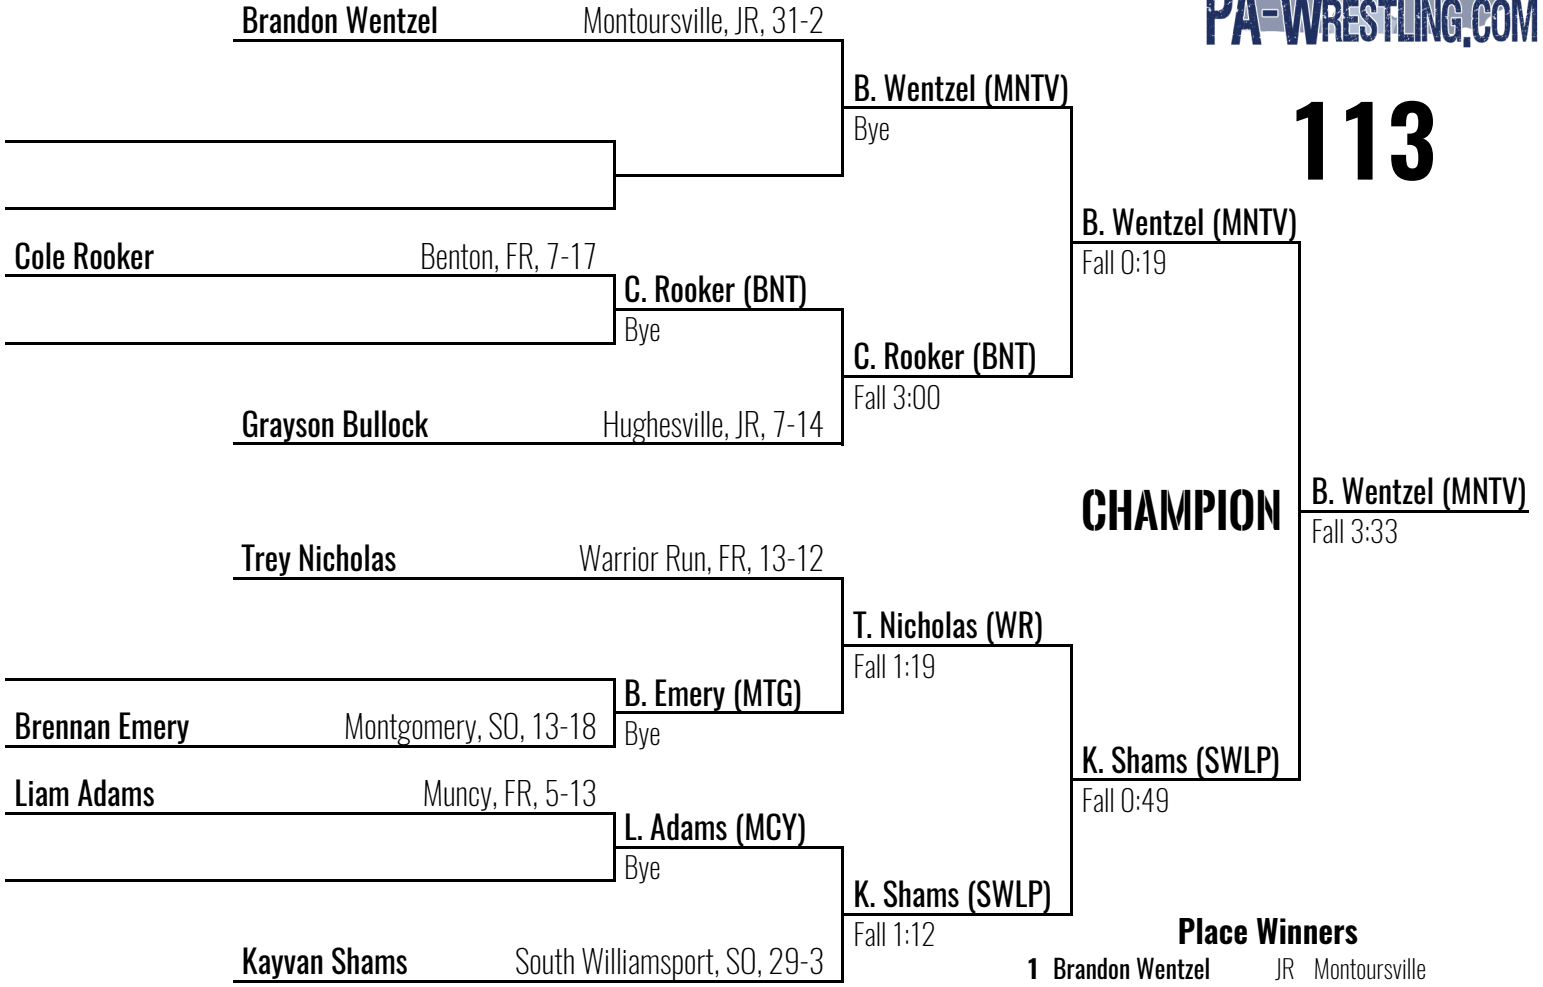 PA-WRESTLING.COM
Brandon Wentzel Montoursville, JR, 31-2
B. Wentzel (MNTV)
Bye
113
B. Wentzel (MNTV)
Fall 0:19
Cole Rooker Benton, FR, 7-17
C. Rooker (BNT)
Bye
C. Rooker (BNT)
Fall 3:00
Grayson Bullock Hughesville, JR, 7-14
CHAMPION
B. Wentzel (MNTV)
Fall 3:33
Trey Nicholas Warrior Run, FR, 13-12
T. Nicholas (WR)
Fall 1:19
B. Emery (MTG)
Bye
Brennan Emery Montgomery, SO, 13-18
K. Shams (SWLP)
Fall 0:49
Liam Adams Muncy, FR, 5-13
L. Adams (MCY)
Bye
K. Shams (SWLP)
Fall 1:12
Kayvan Shams South Williamsport, SO, 29-3
Place Winners
1 Brandon Wentzel JR Montoursville